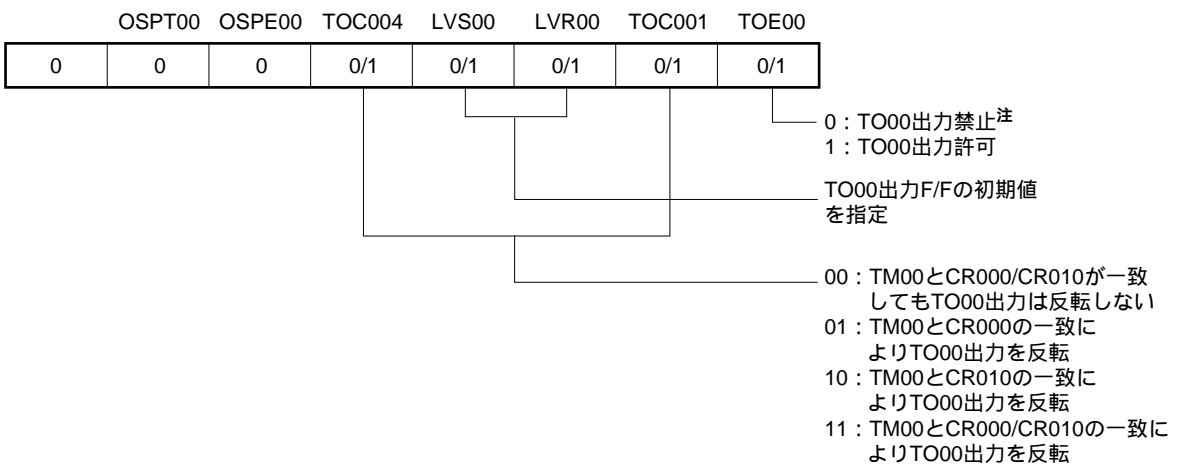 OSPT00 OSPE00 TOC004 LVS00 LVR00 TOC001 TOE00
0 0 0 0/1 0/1 0/1 0/1 0/1
0：TO00出力禁止注
1：TO00出力許可
TO00出力F/Fの初期値
を指定
00：TM00とCR000/CR010が一致
してもTO00出力は反転しない
01：TM00とCR000の一致に
よりTO00出力を反転
10：TM00とCR010の一致に
よりTO00出力を反転
11：TM00とCR000/CR010の一致に
よりTO00出力を反転